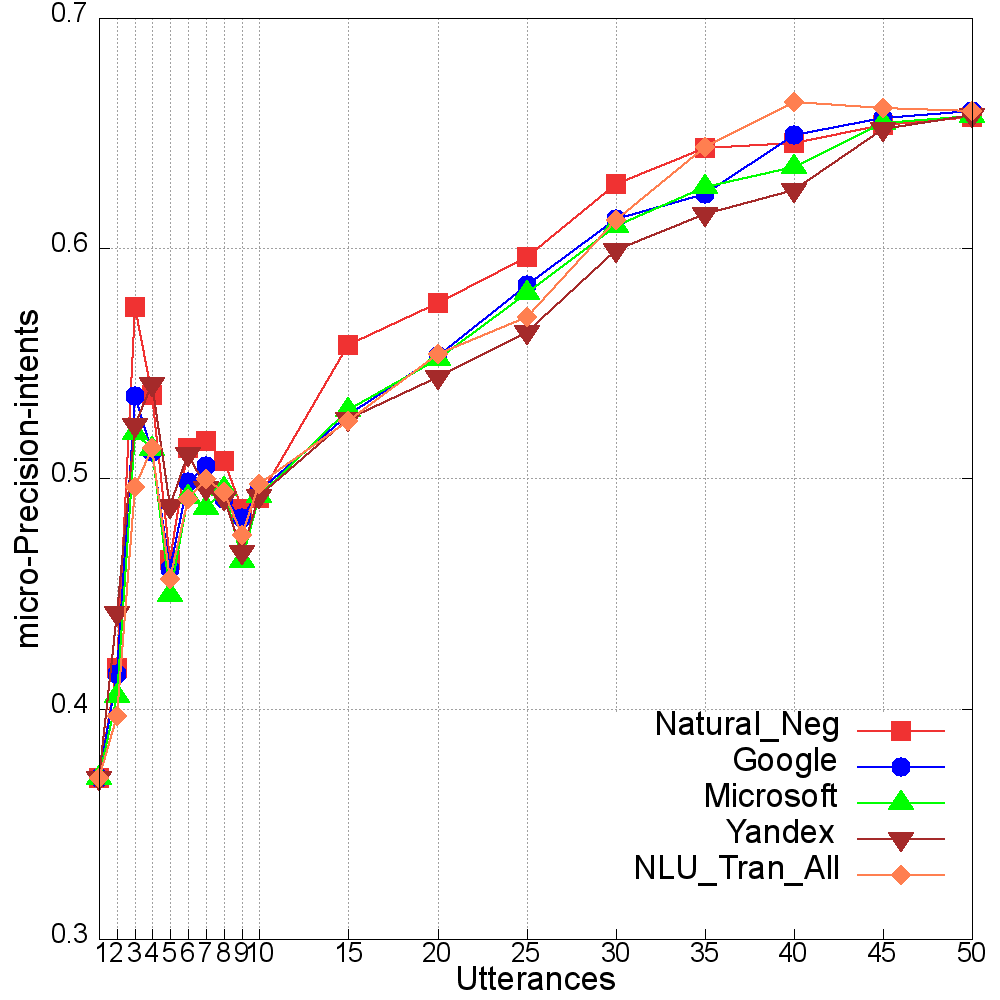 0.7
0.6
0.5
0.4
0.3
micro-Precision-intents
1 2 3 4 5 6 7 8 9 10 15 20 25 30 35 40 45 50
Utterances
Natural_Neg
Google
Microsoft
Yandex
NLU_Tran_All